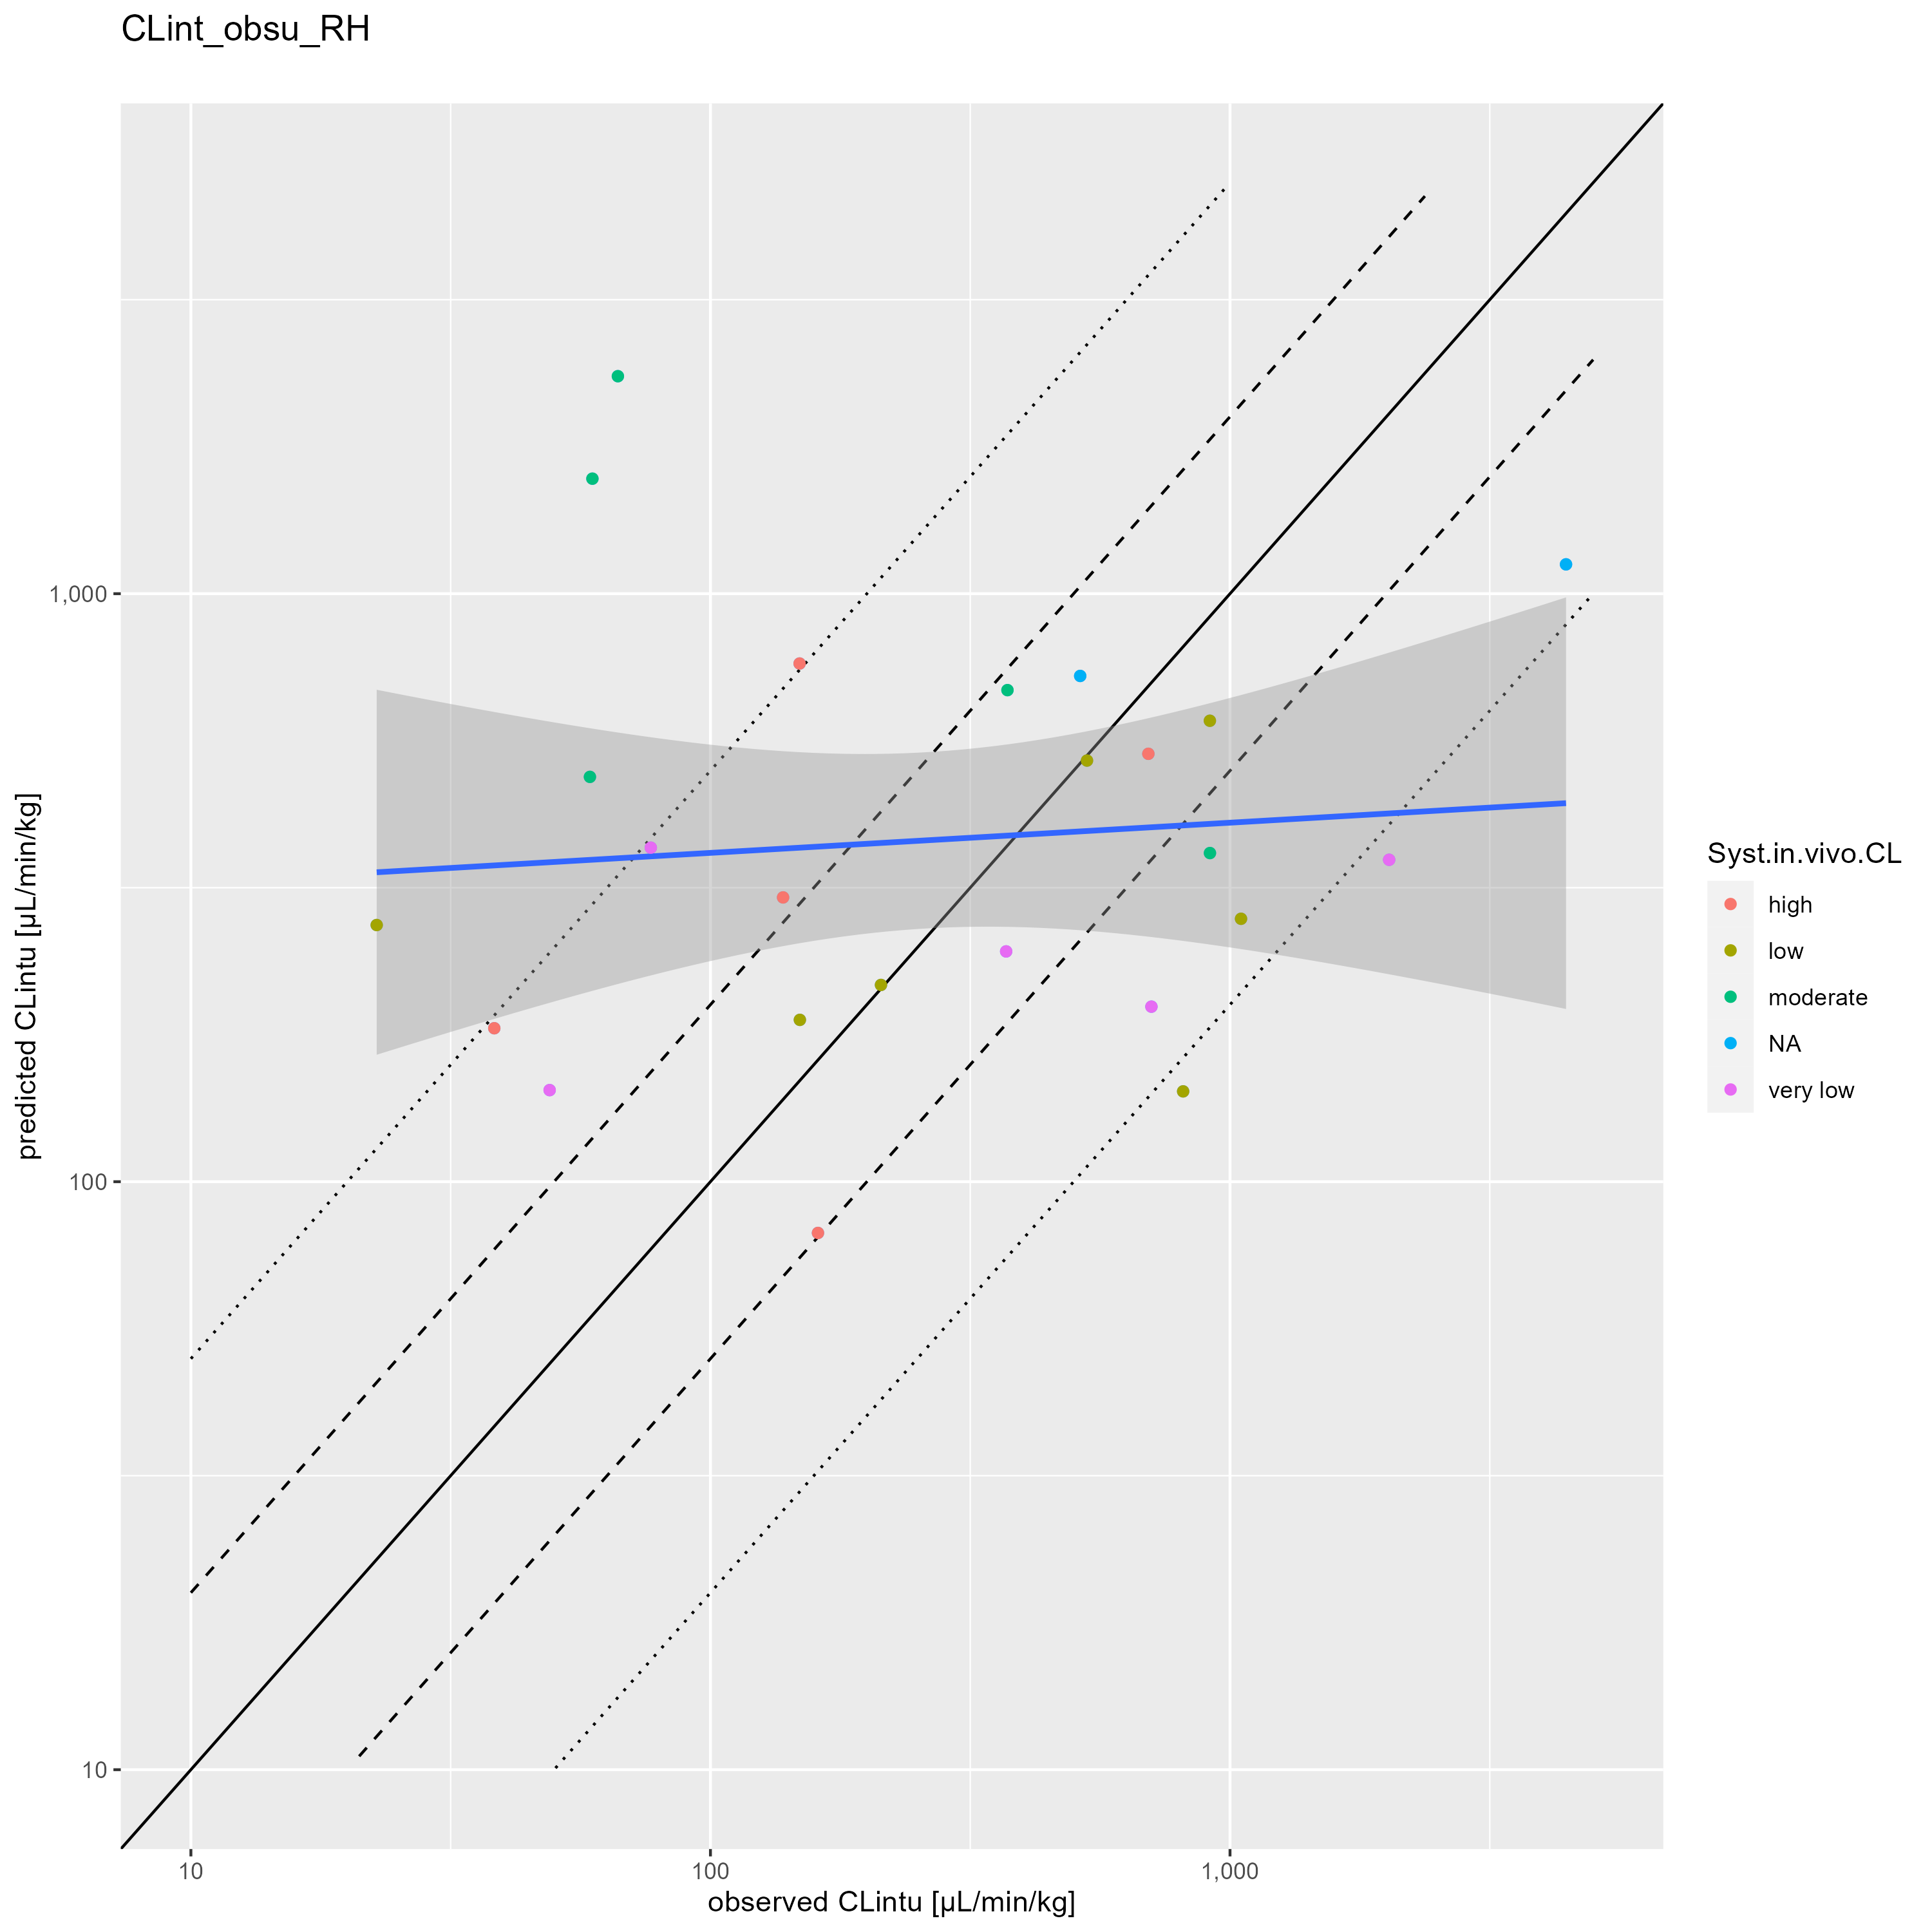 CLint_obsu_RH
predicted CLintu [µL/min/kg]
1,000
100
10
10
100
1,000
observed CLintu [µL/min/kg]
Syst.in.vivo.CL
high
low
moderate
NA
very low